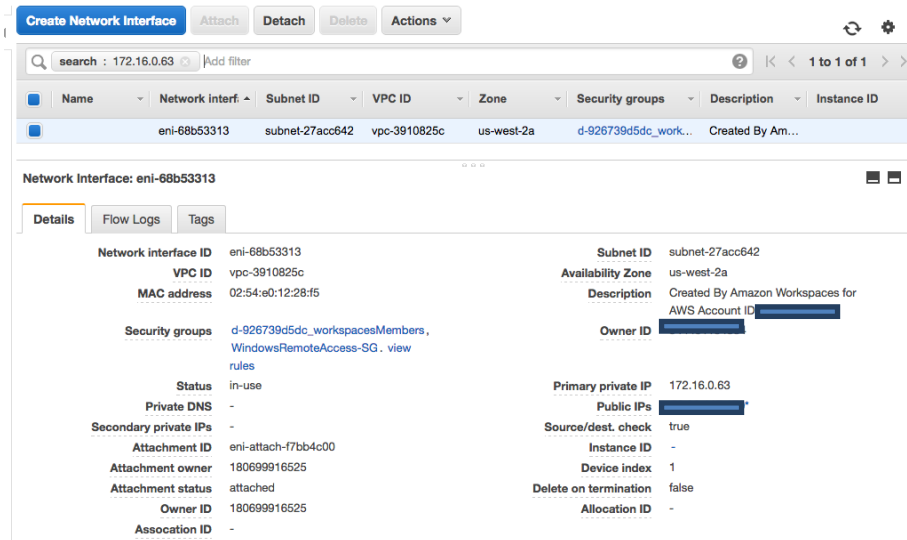 Create Network Interface Attach Detach Delete Actions
search : 172.16.0.63 Add filter 1 to 1 of 1
Name Network interf. Subnet ID VPC ID Zone Security groups Description Instance ID
eni-68b53313 subnet-27acc642 vpc-3910825c us-west-2a d-926739d5dc_work... Created By Am...
Network Interface: eni-68b53313
Details Flow Logs Tags
Network interface ID eni-68b53313 Subnet ID subnet-27acc642
VPC ID vpc-3910825c Availability Zone us-west-2a
MAC address 02:54:e0:12:28:f5 Description Created By Amazon Workspaces for
AWS Account ID
Security groups d-926739d5dc_workspacesMembers, Owner ID
WindowsRemoteAccess-SG. view
rules
Status in-use Primary private IP 172.16.0.63
Private DNS - Public IPs
Secondary private IPs - Source/dest. check true
Attachment ID eni-attach-f7bb4c00 Instance ID -
Attachment owner 180699916525 Device index 1
Attachment status attached Delete on termination false
Owner ID 180699916525 Allocation ID -
Assocation ID -